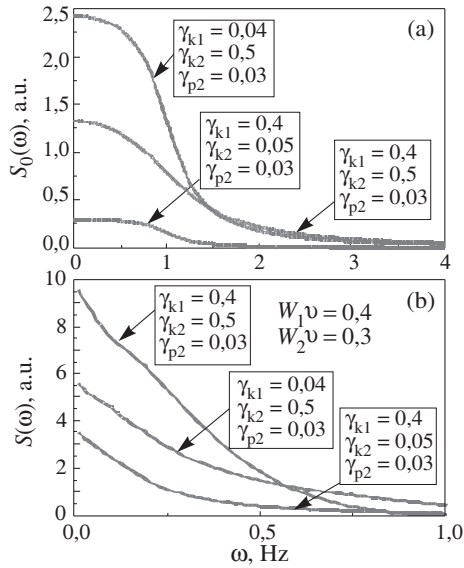 2,5
2,0
1,5
1,0
0,5
0,0
S₀(ω), a.u.
(a)
γk1 = 0,04
γk2 = 0,5
γp2 = 0,03
γk1 = 0,4
γk2 = 0,05
γp2 = 0,03
γk1 = 0,4
γk2 = 0,5
γp2 = 0,03
0 1 2 3 4
10
8
6
4
2
0
S(ω), a.u.
(b)
γk1 = 0,4
γk2 = 0,5
γp2 = 0,03
W₁υ = 0,4
W₂υ = 0,3
γk1 = 0,04
γk2 = 0,5
γp2 = 0,03
γk1 = 0,4
γk2 = 0,05
γp2 = 0,03
0,0 0,5 1,0
ω, Hz